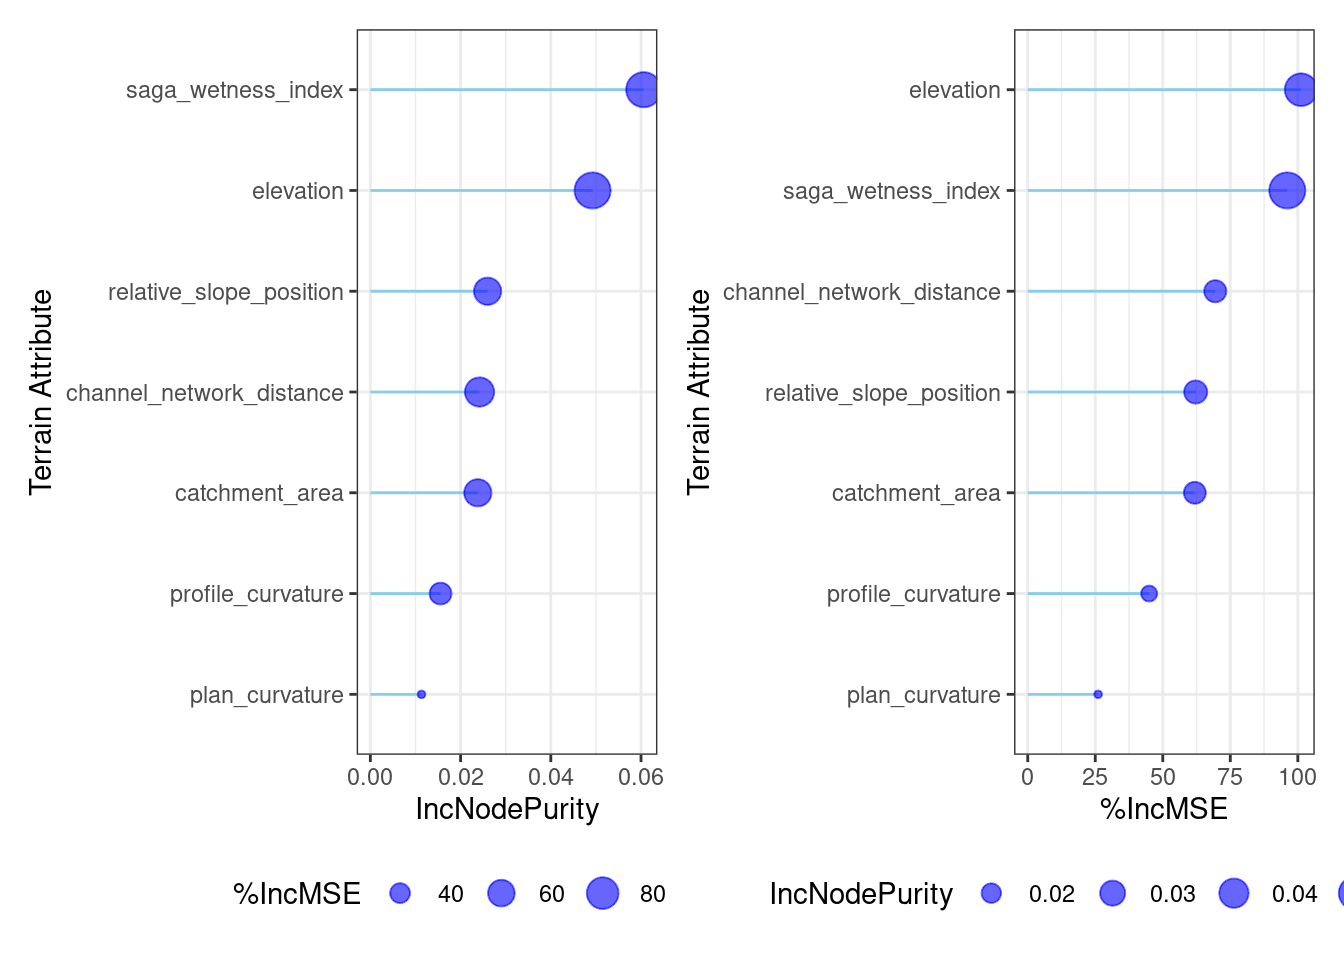 saga_wetness_index
elevation
relative_slope_position
channel_network_distance
catchment_area
profile_curvature
plan_curvature
Terrain Attribute
0.00 0.02 0.04 0.06
IncNodePurity
%IncMSE 40 60 80
elevation
saga_wetness_index
channel_network_distance
relative_slope_position
catchment_area
profile_curvature
plan_curvature
Terrain Attribute
0 25 50 75 100
%IncMSE
IncNodePurity 0.02 0.03 0.04